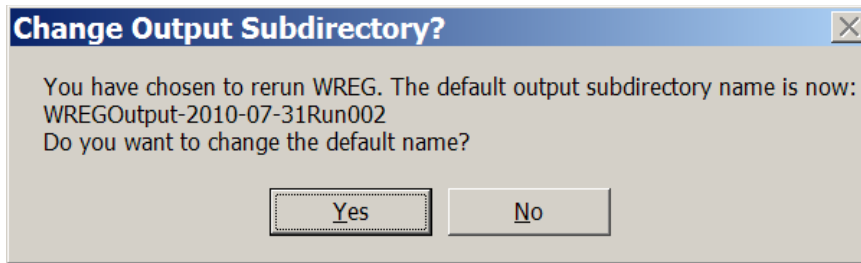 Change Output Subdirectory?
You have chosen to rerun WREG. The default output subdirectory name is now:
WREGOutput-2010-07-31Run002
Do you want to change the default name?
Yes No